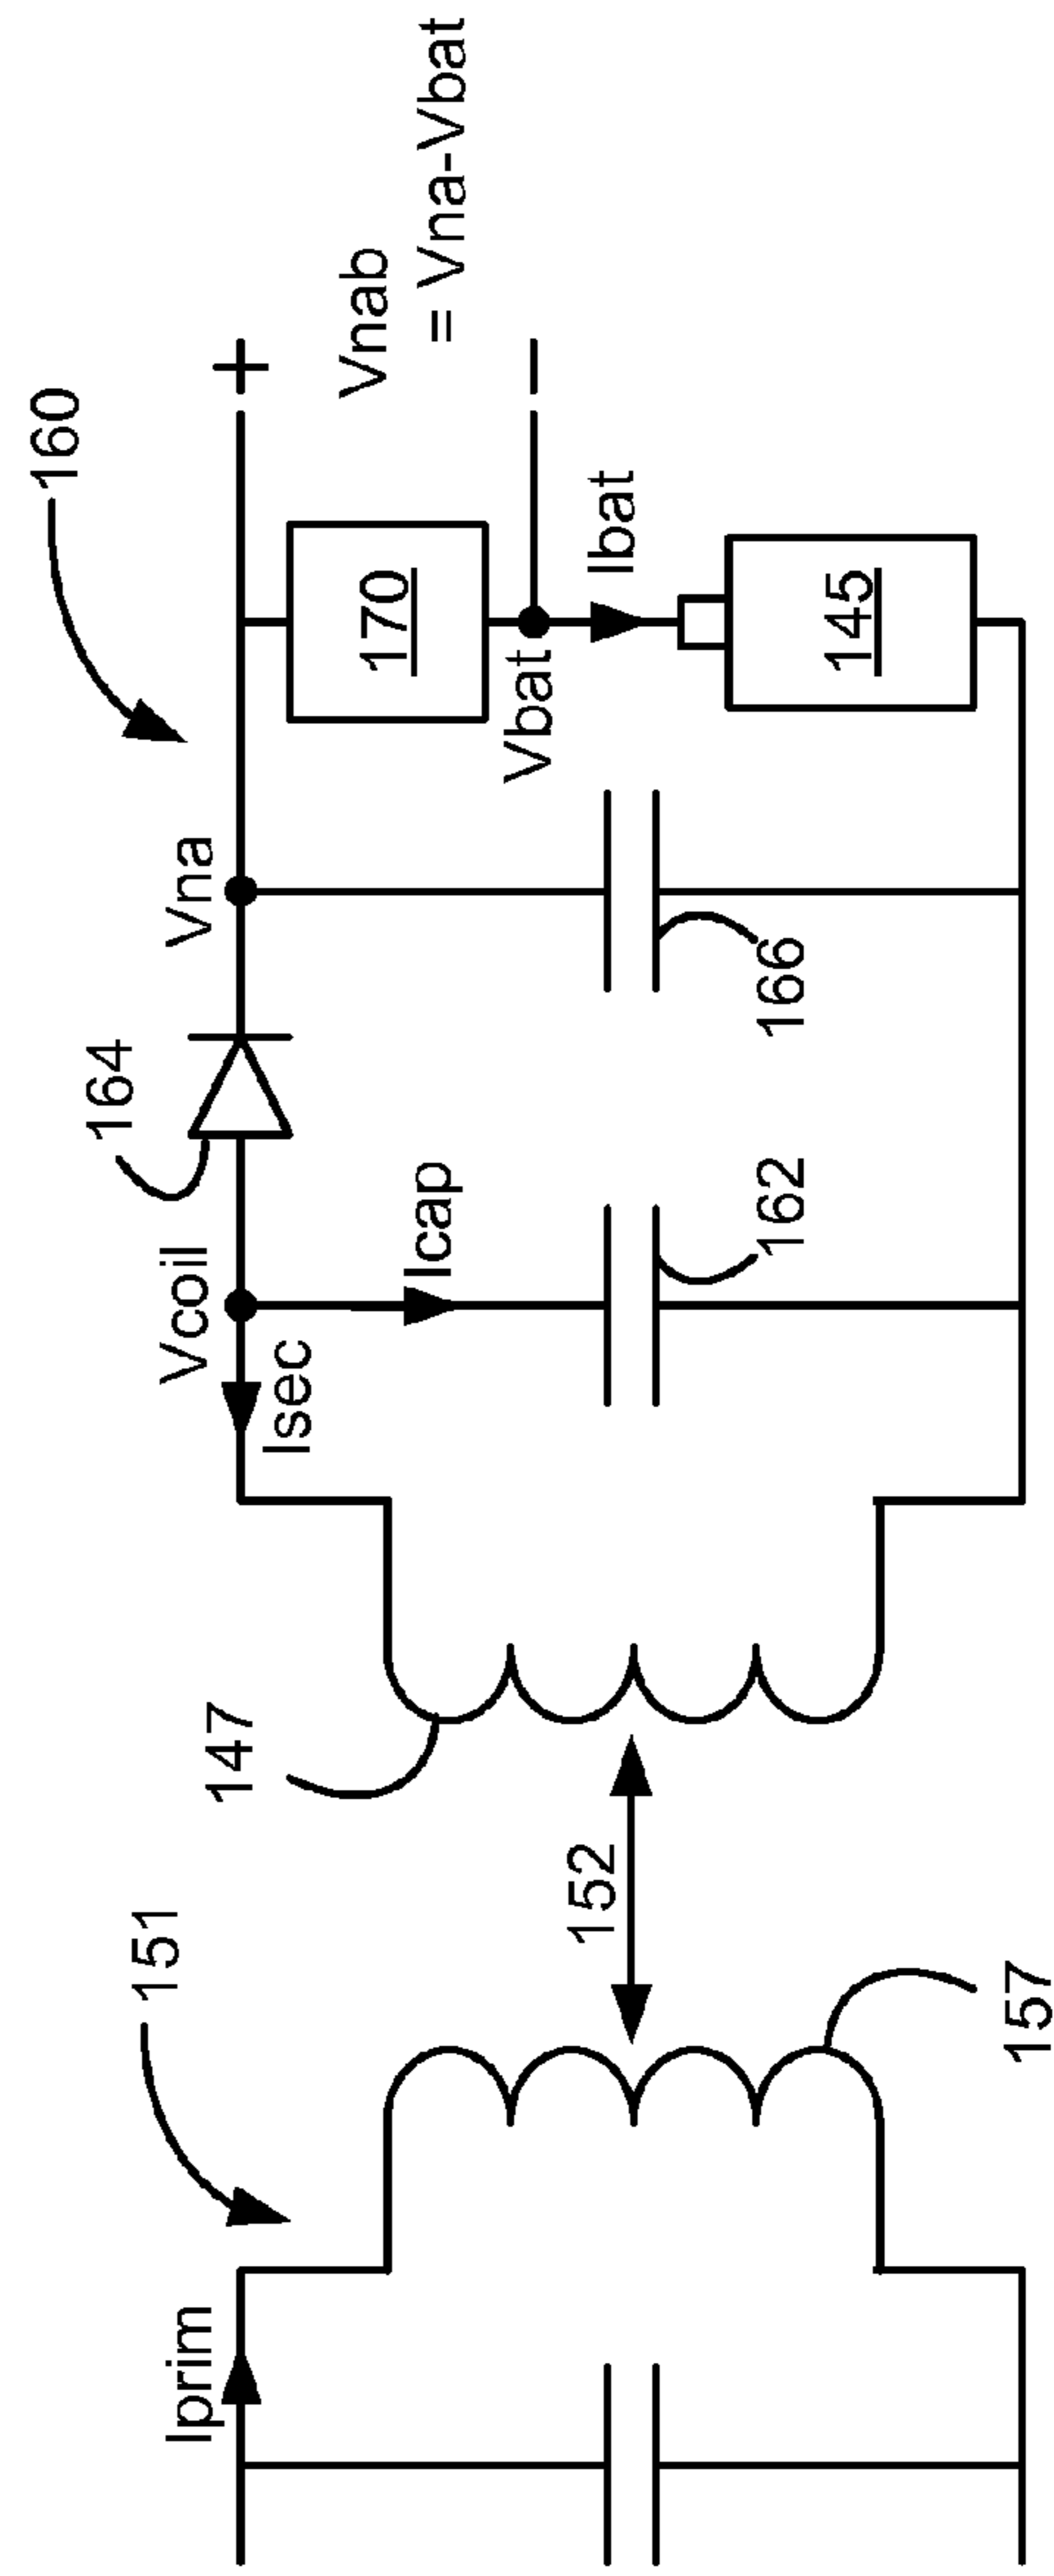 160
151
Iprim
157
152
147
Vcoil
Isec
Icap
162
164
Vna
166
170
Vbat
Ibat
145
+
Vnab
= Vna-Vbat
−